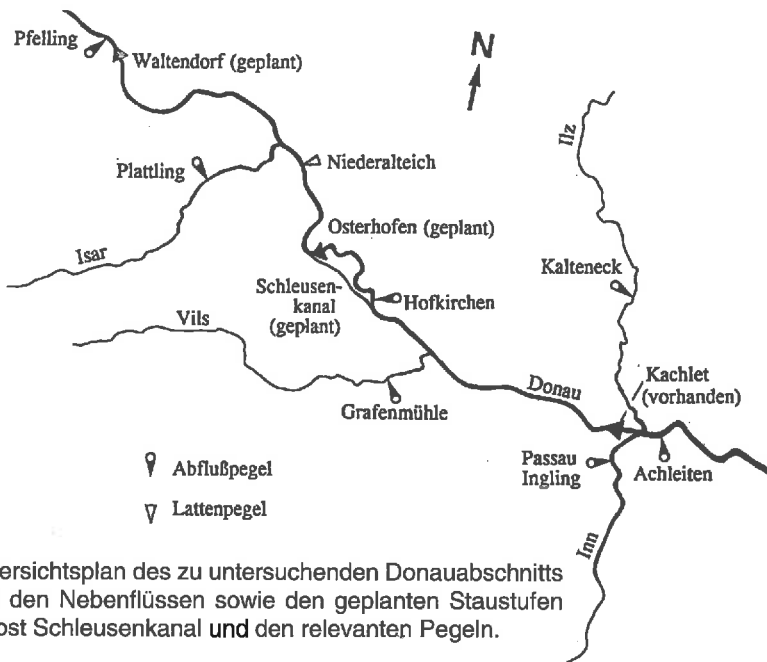 Pfelling
Waltendorf (geplant)
N
Ilz
Plattling
Niederalteich
Osterhofen (geplant)
Isar
Kalteneck
Schleusen-
kanal
(geplant)
Hofkirchen
Vils
Kachlet
(vorhanden)
Donau
Grafenmühle
Passau
Ingling
Achleiten
Abflußpegel
Lattenpegel
Inn
ersichtsplan des zu untersuchenden Donauabschnitts
den Nebenflüssen sowie den geplanten Staustufen
ost Schleusenkanal und den relevanten Pegeln.